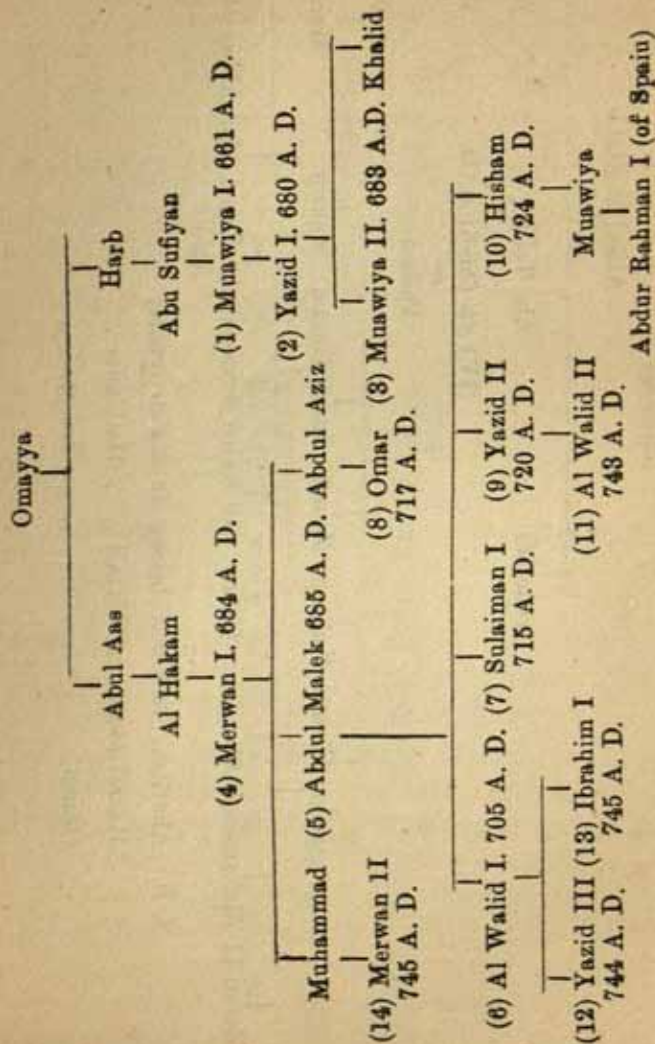 Omayya
Abul Aas Harb
Al Hakam Abu Sufiyan
(4) Merwan I. 684 A. D. (1) Muawiya I. 661 A. D.
(2) Yazid I. 680 A. D.
Muhammad (5) Abdul Malek 685 A. D. Abdul Aziz
(3) Muawiya II. 683 A.D. Khalid
(14) Merwan II (8) Omar
745 A. D. 717 A. D.
(6) Al Walid I. 705 A. D. (7) Sulaiman I (9) Yazid II (10) Hisham
715 A. D. 720 A. D. 724 A. D.
(12) Yazid III (13) Ibrahim I (11) Al Walid II Muawiya
744 A. D. 745 A. D. 743 A. D.
Abdur Rahman I (of Spaiu)